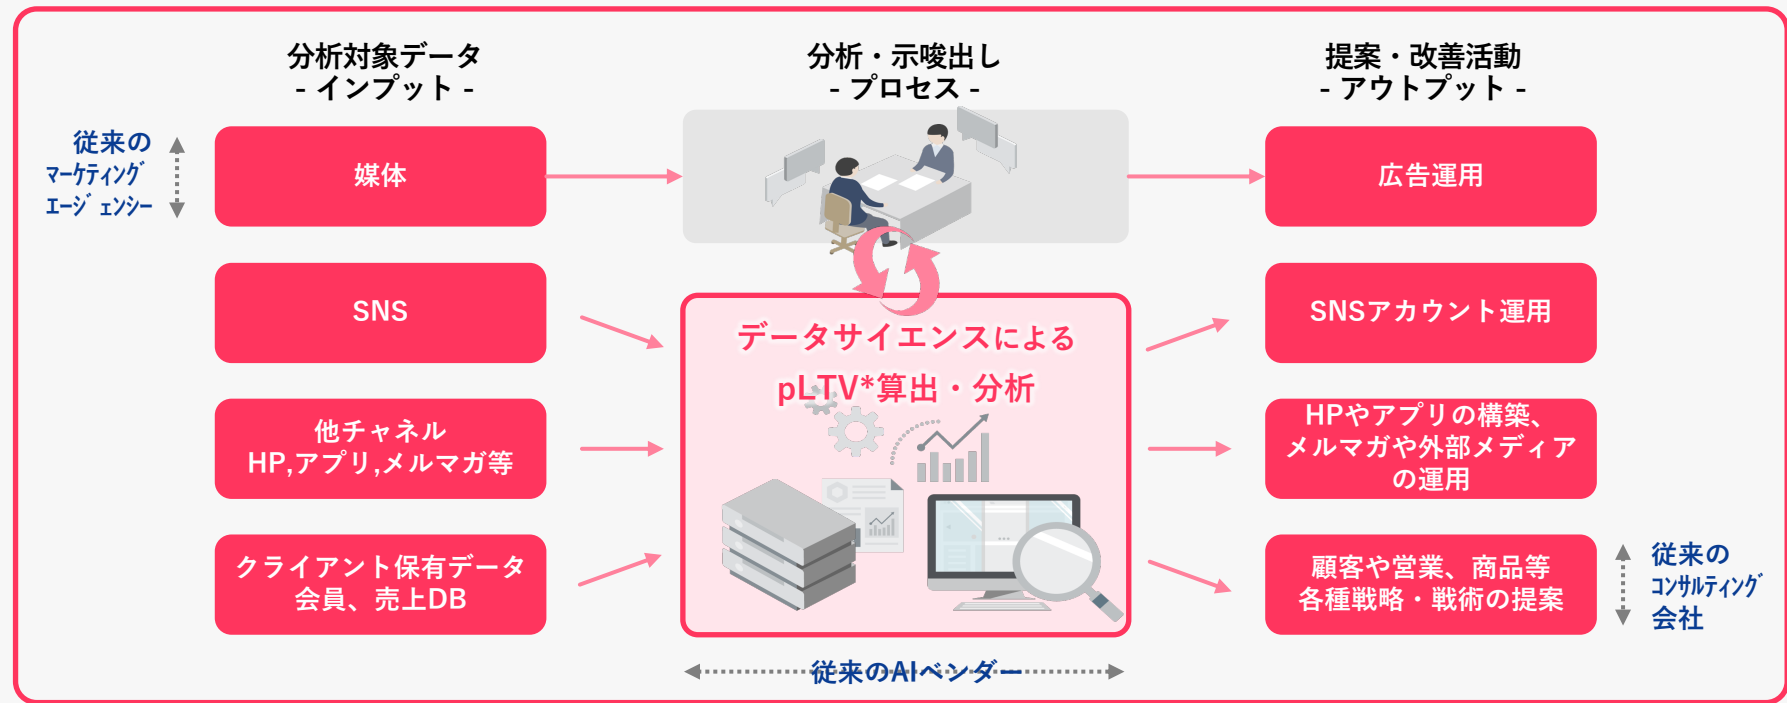 分析対象データ
- インプット -
分析・示唆出し
- プロセス -
提案・改善活動
- アウトプット -
従来の
マーケティング
エージェンシー
媒体
広告運用
SNS
SNSアカウント運用
データサイエンスによる
pLTV*算出・分析
他チャネル
HP,アプリ,メルマガ等
HPやアプリの構築、
メルマガや外部メディア
の運用
クライアント保有データ
会員、売上DB
顧客や営業、商品等
各種戦略・戦術の提案
従来の
コンサルティング
会社
従来のAIベンダー